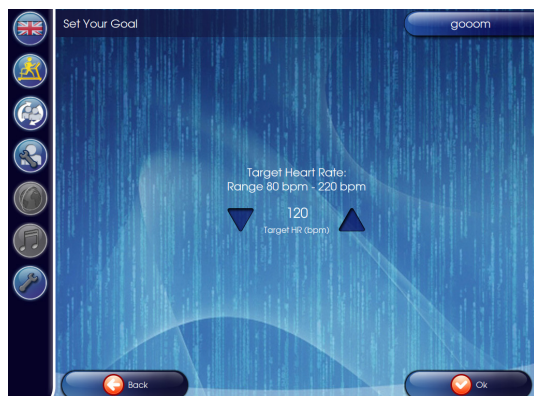 Set Your Goal
gooom
Target Heart Rate:
Range 80 bpm - 220 bpm
120
Target HR (bpm)
Back
Ok